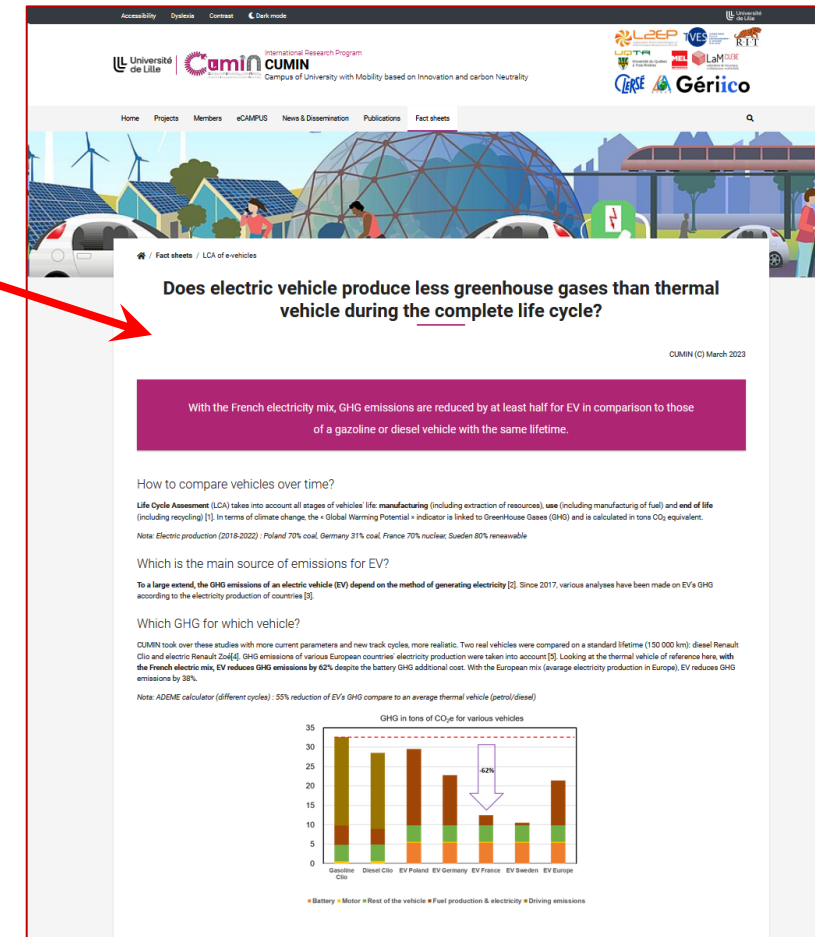 Accessibility Dyslexia Contrast Dark mode
Université de Lille
Université
de Lille
Cumin
International Research Program
CUMIN
Campus of University with Mobility based on Innovation and carbon Neutrality
L2EP TVES RIT
UQTR MEL LaMcube
CLERSE Gériico
Home Projects Members eCAMPUS News & Dissemination Publications Fact sheets
/ Fact sheets / LCA of e-vehicles
Does electric vehicle produce less greenhouse gases than thermal
vehicle during the complete life cycle?
CUMIN (C) March 2023
With the French electricity mix, GHG emissions are reduced by at least half for EV in comparison to those
of a gazoline or diesel vehicle with the same lifetime.
How to compare vehicles over time?
Life Cycle Assesment (LCA) takes into account all stages of vehicles' life: manufacturing (including extraction of resources), use (including manufacturig of fuel) and end of life
(including recycling) [1]. In terms of climate change, the « Global Warming Potential » indicator is linked to GreenHouse Gases (GHG) and is calculated in tons CO₂ equivalent.
Nota: Electric production (2018-2022) : Poland 70% coal, Germany 31% coal, France 70% nuclear, Sueden 80% reneawable
Which is the main source of emissions for EV?
To a large extend, the GHG emissions of an electric vehicle (EV) depend on the method of generating electricity [2]. Since 2017, various analyses have been made on EV's GHG
according to the electricity production of countries [3].
Which GHG for which vehicle?
CUMIN took over these studies with more current parameters and new track cycles, more realistic. Two real vehicles were compared on a standard lifetime (150 000 km): diesel Renault
Clio and electric Renault Zoé[4]. GHG emissions of various European countries' electricity production were taken into account [5]. Looking at the thermal vehicle of reference here, with
the French electric mix, EV reduces GHG emissions by 62% despite the battery GHG additional cost. With the European mix (avarage electricity production in Europe), EV reduces GHG
emissions by 38%.
Nota: ADEME calculator (different cycles) : 55% reduction of EV's GHG compare to an average thermal vehicle (petrol/diesel)
GHG in tons of CO₂e for various vehicles
35
30
25
20
15
10
5
0
-62%
Gasoline Clio Diesel Clio EV Poland EV Germany EV France EV Sweden EV Europe
Battery Motor Rest of the vehicle Fuel production & electricity Driving emissions